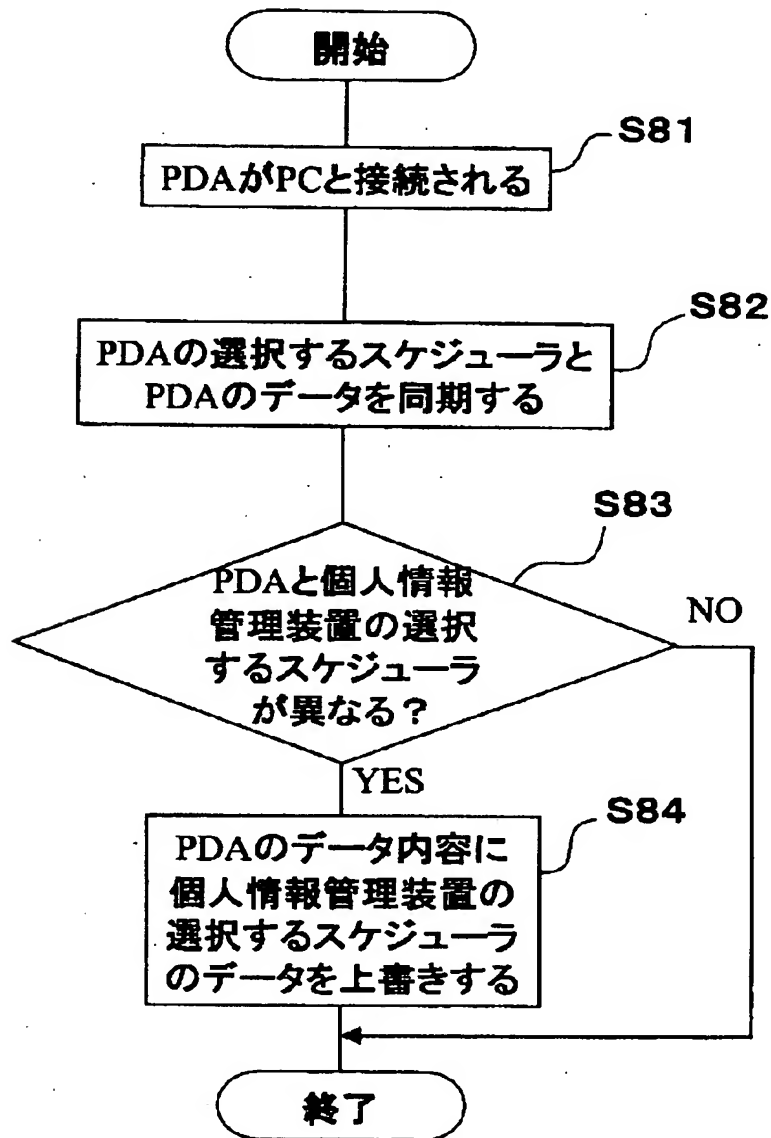 開始
S81
PDAがPCと接続される
S82
PDAの選択するスケジューラと
PDAのデータを同期する
S83
PDAと個人情報
管理装置の選択
するスケジューラ
が異なる?
NO
YES
S84
PDAのデータ内容に
個人情報管理装置の
選択するスケジューラ
のデータを上書きする
終了